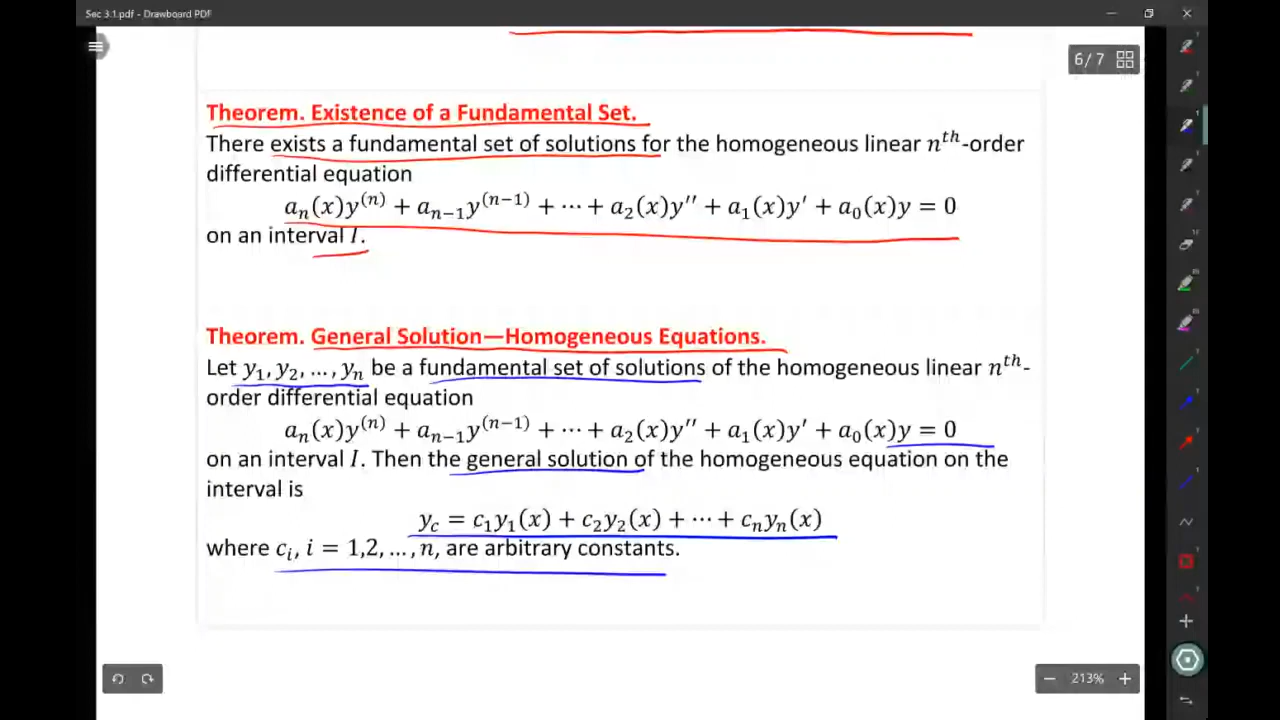 Sec 3.1.pdf - Drawboard PDF
6/7
Theorem. Existence of a Fundamental Set.
There exists a fundamental set of solutions for the homogeneous linear nᵗʰ-order
differential equation
aₙ(x)y⁽ⁿ⁾ + aₙ₋₁y⁽ⁿ⁻¹⁾ + ⋯ + a₂(x)y′′ + a₁(x)y′ + a₀(x)y = 0
on an interval I.
Theorem. General Solution—Homogeneous Equations.
Let y₁, y₂, …, yₙ be a fundamental set of solutions of the homogeneous linear nᵗʰ-
order differential equation
aₙ(x)y⁽ⁿ⁾ + aₙ₋₁y⁽ⁿ⁻¹⁾ + ⋯ + a₂(x)y′′ + a₁(x)y′ + a₀(x)y = 0
on an interval I. Then the general solution of the homogeneous equation on the
interval is
y_c = c₁y₁(x) + c₂y₂(x) + ⋯ + cₙyₙ(x)
where cᵢ, i = 1,2, …, n, are arbitrary constants.
213%